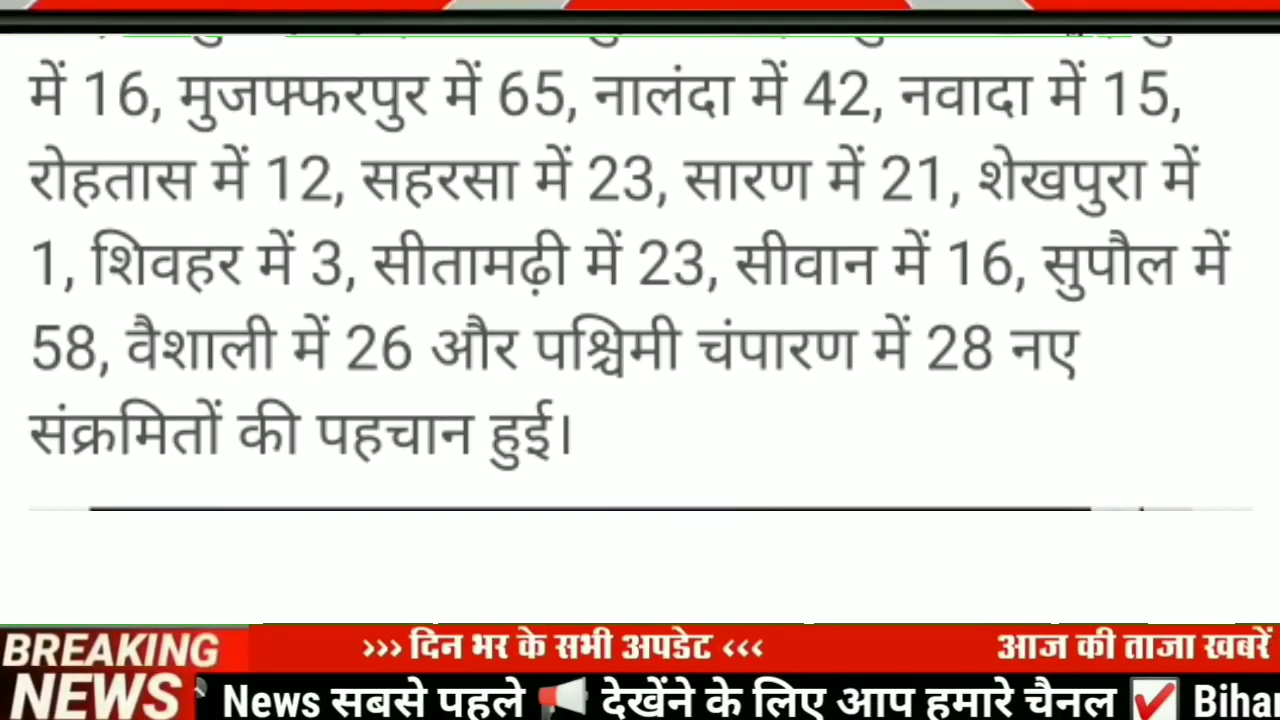 में 16, मुजफ्फरपुर में 65, नालंदा में 42, नवादा में 15,
रोहतास में 12, सहरसा में 23, सारण में 21, शेखपुरा में
1, शिवहर में 3, सीतामढ़ी में 23, सीवान में 16, सुपौल में
58, वैशाली में 26 और पश्चिमी चंपारण में 28 नए
संक्रमितों की पहचान हुई।
BREAKING NEWS
››› दिन भर के सभी अपडेट ‹‹‹ आज की ताजा खबरें
News सबसे पहले 📢 देखेंने के लिए आप हमारे चैनल ✔ Bihar